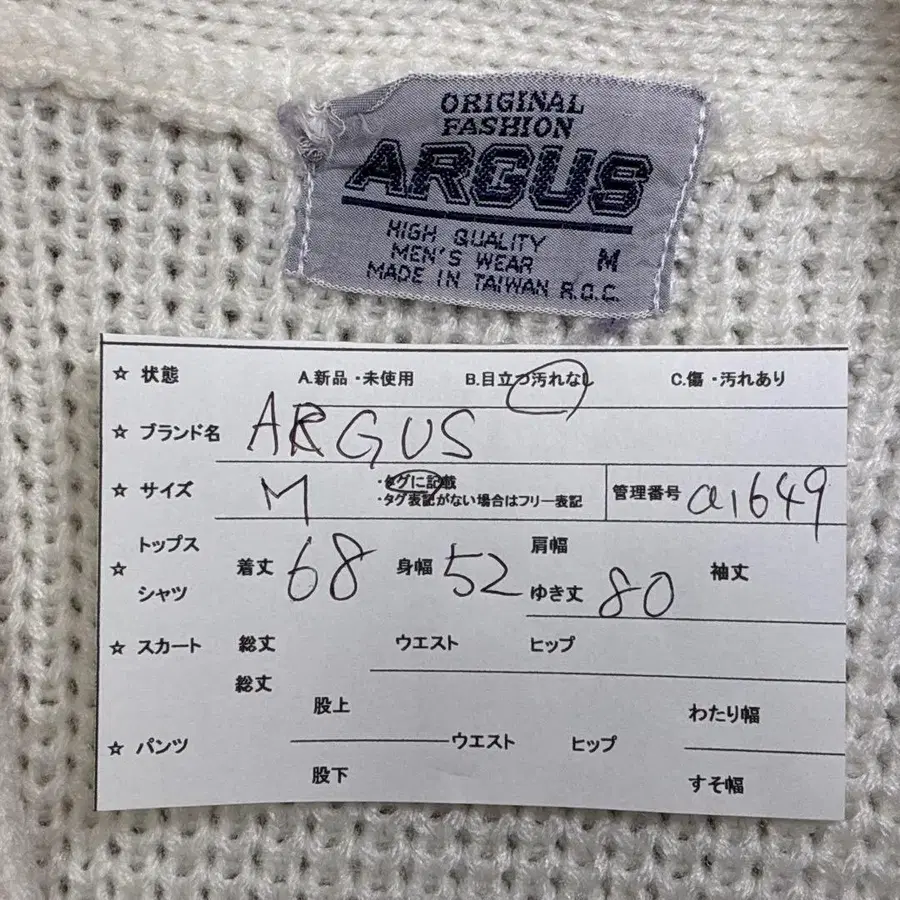 ORIGINAL
FASHION
ARGUS
HIGH QUALITY
MEN'S WEAR M
MADE IN TAIWAN R.O.C.
☆ 状態 A.新品・未使用 B.目立つ汚れなし C.傷・汚れあり
☆ ブランド名 ARGUS
☆ サイズ M ・タグに記載
・タグ表記がない場合はフリー表記
管理番号 a1649
☆ トップス
シャツ
着丈 68 身幅 52 肩幅
ゆき丈 80 袖丈
☆ スカート 総丈 ウエスト ヒップ
☆ パンツ 総丈
股上
股下
ウエスト ヒップ
わたり幅
すそ幅